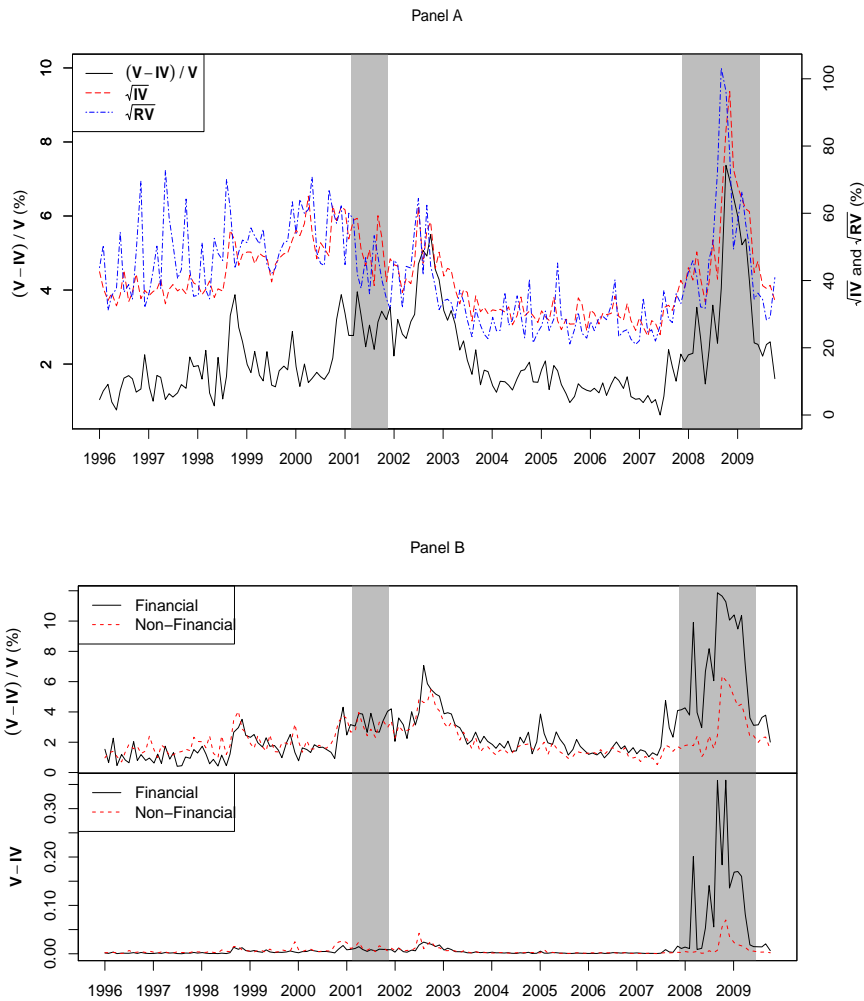 Panel A
(V−IV) / V
√IV
√RV
(V−IV) / V (%)
2
4
6
8
10
√IV and √RV (%)
0
20
40
60
80
100
1996 1997 1998 1999 2000 2001 2002 2003 2004 2005 2006 2007 2008 2009
Panel B
Financial
Non−Financial
(V−IV) / V (%)
0
2
4
6
8
10
Financial
Non−Financial
V−IV
0.00
0.10
0.20
0.30
1996 1997 1998 1999 2000 2001 2002 2003 2004 2005 2006 2007 2008 2009